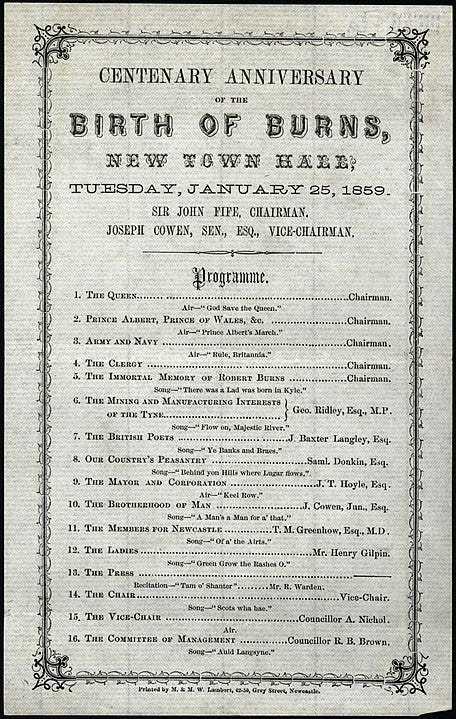 CENTENARY ANNIVERSARY
OF THE
BIRTH OF BURNS,
NEW TOWN HALL,
TUESDAY, JANUARY 25, 1859.
SIR JOHN FIFE, CHAIRMAN.
JOSEPH COWEN, SEN., ESQ., VICE-CHAIRMAN.
Programme.
1. THE QUEEN........................................Chairman.
Air—"God Save the Queen."
2. PRINCE ALBERT, PRINCE OF WALES, &c. ....................Chairman.
Air—"Prince Albert's March."
3. ARMY AND NAVY ........................................Chairman.
Air—"Rule, Britannia."
4. THE CLERGY ........................................Chairman.
5. THE IMMORTAL MEMORY OF ROBERT BURNS ..............Chairman.
Song—"There was a Lad was born in Kyle."
6. THE MINING AND MANUFACTURING INTERESTS
OF THE TYNE.................... } Geo. Ridley, Esq., M.P.
Song—"Flow on, Majestic River."
7. THE BRITISH POETS ..............................J. Baxter Langley, Esq.
Song—"Ye Banks and Braes."
8. OUR COUNTRY'S PEASANTRY ....................Saml. Donkin, Esq.
Song—"Behind yon Hills where Lugar flows."
9. THE MAYOR AND CORPORATION ....................J. T. Hoyle, Esq.
Air—"Keel Row."
10. THE BROTHERHOOD OF MAN ....................J. Cowen, Jun., Esq.
Song—"A Man's a Man for a' that."
11. THE MEMBERS FOR NEWCASTLE ..........T. M. Greenhow, Esq., M.D.
Song—"Of a' the Airts."
12. THE LADIES ..............................Mr. Henry Gilpin.
Song—"Green Grow the Rashes O."
13. THE PRESS ........................................
Recitation—"Tam o' Shanter"..........Mr. R. Warden.
14. THE CHAIR........................................Vice-Chair.
Song—"Scots wha hae."
15. THE VICE-CHAIR ..............................Councillor A. Nichol.
Air.
16. THE COMMITTEE OF MANAGEMENT ..........Councillor R. B. Brown.
Song—"Auld Langsyne."
Printed by M. & M. W. Lambert, 42-50, Grey Street, Newcastle.